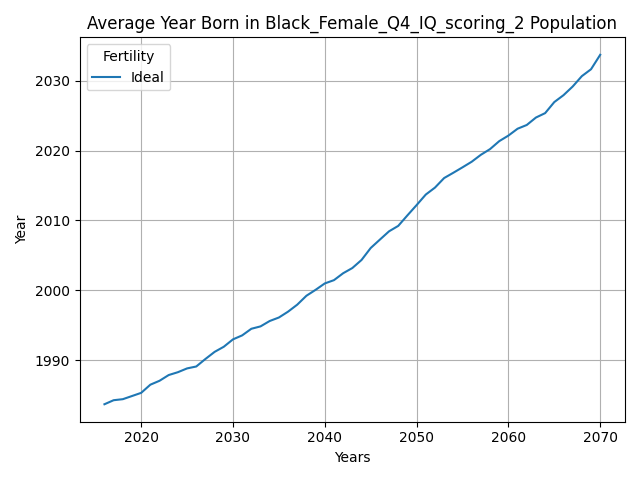 Average Year Born in Black_Female_Q4_IQ_scoring_2 Population
Fertility
Ideal
2030
2020
2010
2000
1990
Year
2020 2030 2040 2050 2060 2070
Years